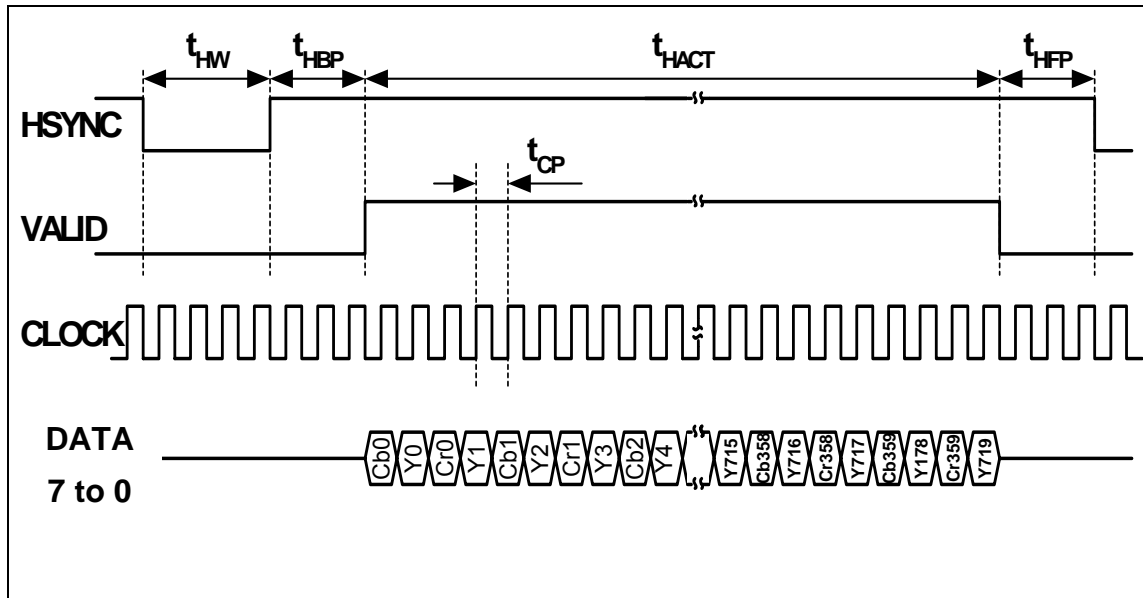 tHW tHBP tHACT tHFP
HSYNC
tCP
VALID
CLOCK
DATA
7 to 0
Cb0 Y0 Cr0 Y1 Cb1 Y2 Cr1 Y3 Cb2 Y4 Y715 Cb358 Y716 Cr358 Y717 Cb359 Y178 Cr359 Y719